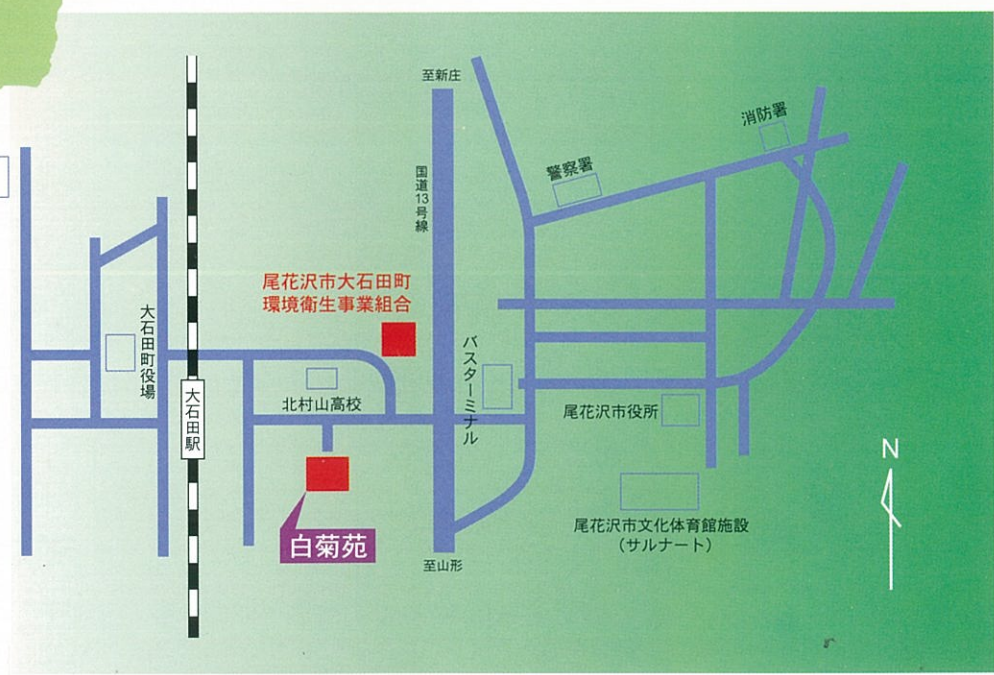 至新庄
消防署
警察署
国道13号線
尾花沢市大石田町
環境衛生事業組合
大石田町役場
バスターミナル
大石田駅
北村山高校
尾花沢市役所
N
白菊苑
尾花沢市文化体育館施設
(サルナート)
至山形